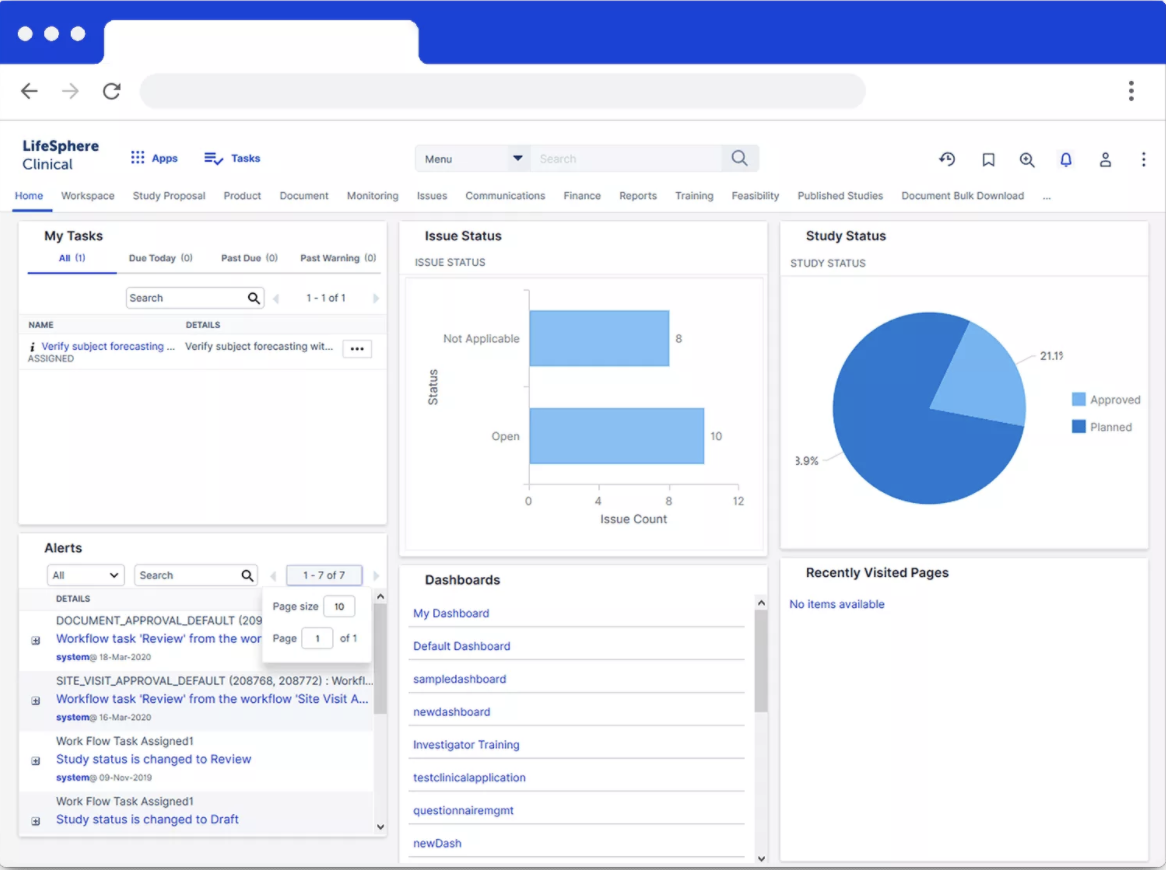 LifeSphere
Clinical
Apps
Tasks
Menu
Search
Home
Workspace
Study Proposal
Product
Document
Monitoring
Issues
Communications
Finance
Reports
Training
Feasibility
Published Studies
Document Bulk Download
...
My Tasks
All (1)
Due Today (0)
Past Due (0)
Past Warning (0)
Search
1 - 1 of 1
NAME
DETAILS
Verify subject forecasting ...
Verify subject forecasting wit...
ASSIGNED
Issue Status
ISSUE STATUS
Status
Not Applicable
8
Open
10
0
4
8
12
Issue Count
Study Status
STUDY STATUS
21.1
3.9%
Approved
Planned
Alerts
All
Search
1 - 7 of 7
Page size 10
Page 1 of 1
DETAILS
DOCUMENT_APPROVAL_DEFAULT (209
Workflow task 'Review' from the wor
system@ 18-Mar-2020
SITE_VISIT_APPROVAL_DEFAULT (208768, 208772) : Workfl...
Workflow task 'Review' from the workflow 'Site Visit A...
system@ 16-Mar-2020
Work Flow Task Assigned1
Study status is changed to Review
system@ 09-Nov-2019
Work Flow Task Assigned1
Study status is changed to Draft
Dashboards
My Dashboard
Default Dashboard
sampledashboard
newdashboard
Investigator Training
testclinicalapplication
questionnairemgmt
newDash
Recently Visited Pages
No items available